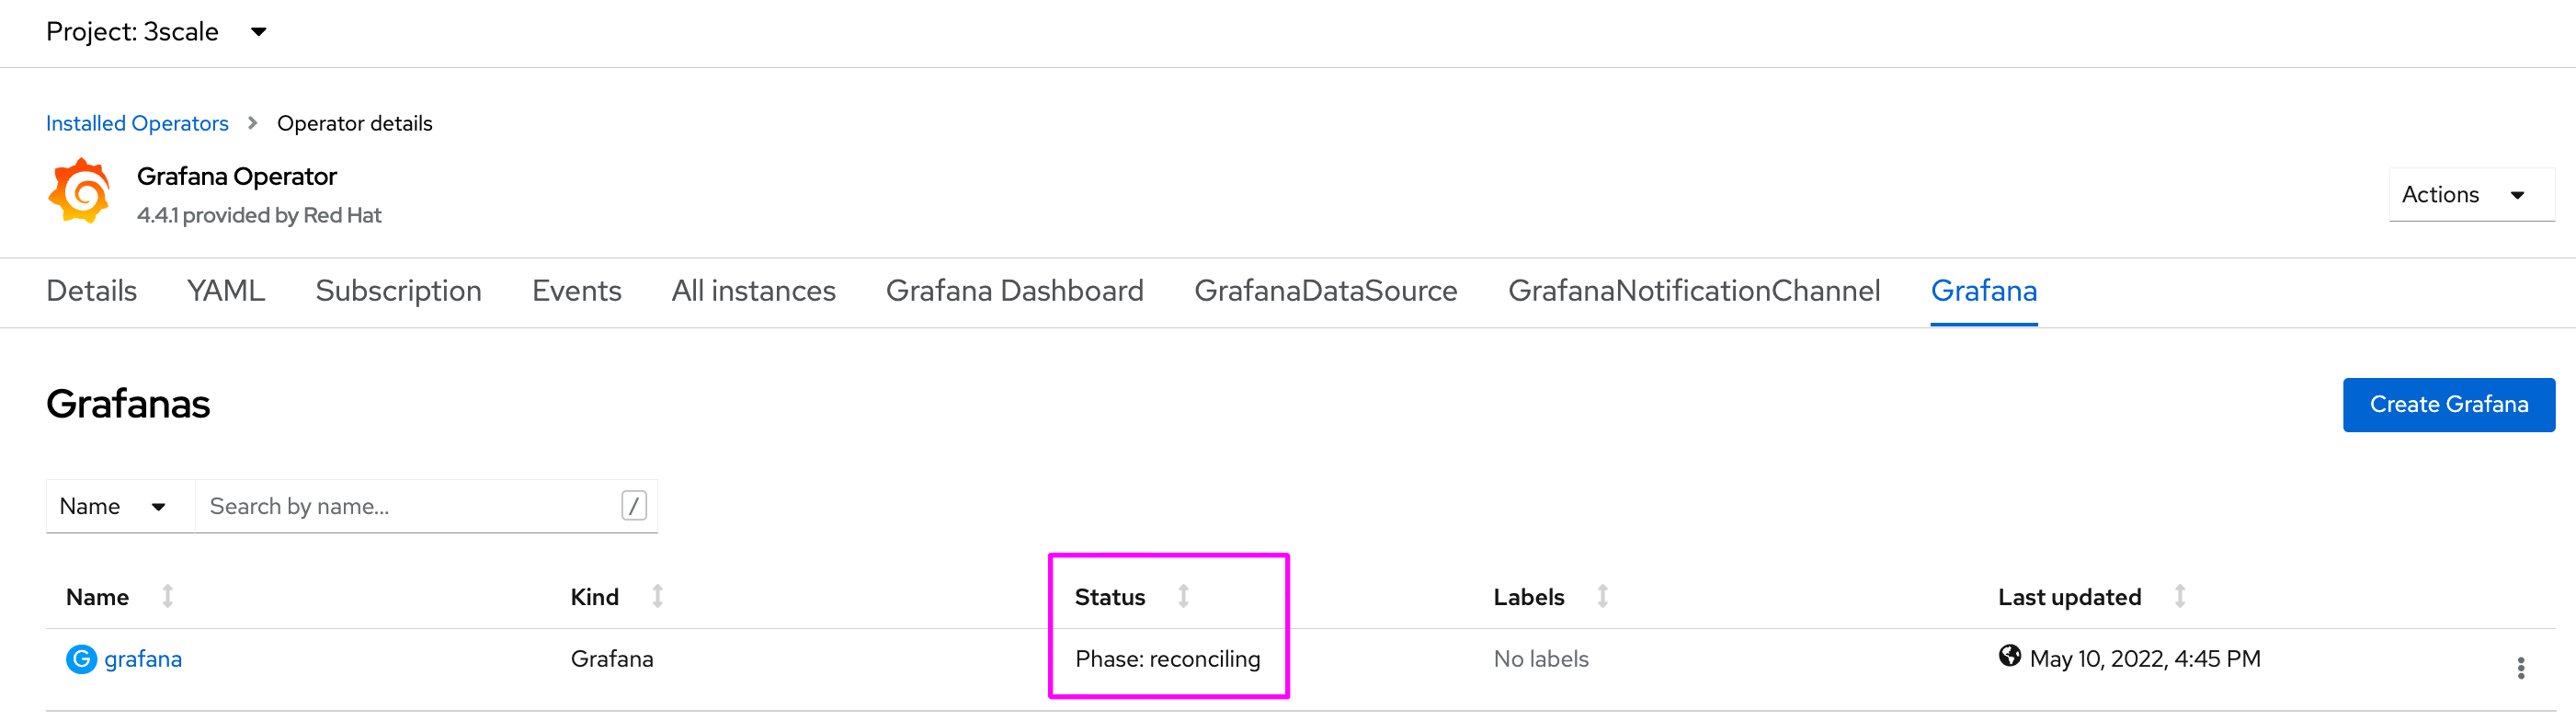 Project: 3scale
Installed Operators > Operator details
Grafana Operator
4.4.1 provided by Red Hat
Actions
Details YAML Subscription Events All instances Grafana Dashboard GrafanaDataSource GrafanaNotificationChannel Grafana
Grafanas
Create Grafana
Name Search by name... /
Name Kind Status Labels Last updated
G grafana Grafana Phase: reconciling No labels May 10, 2022, 4:45 PM